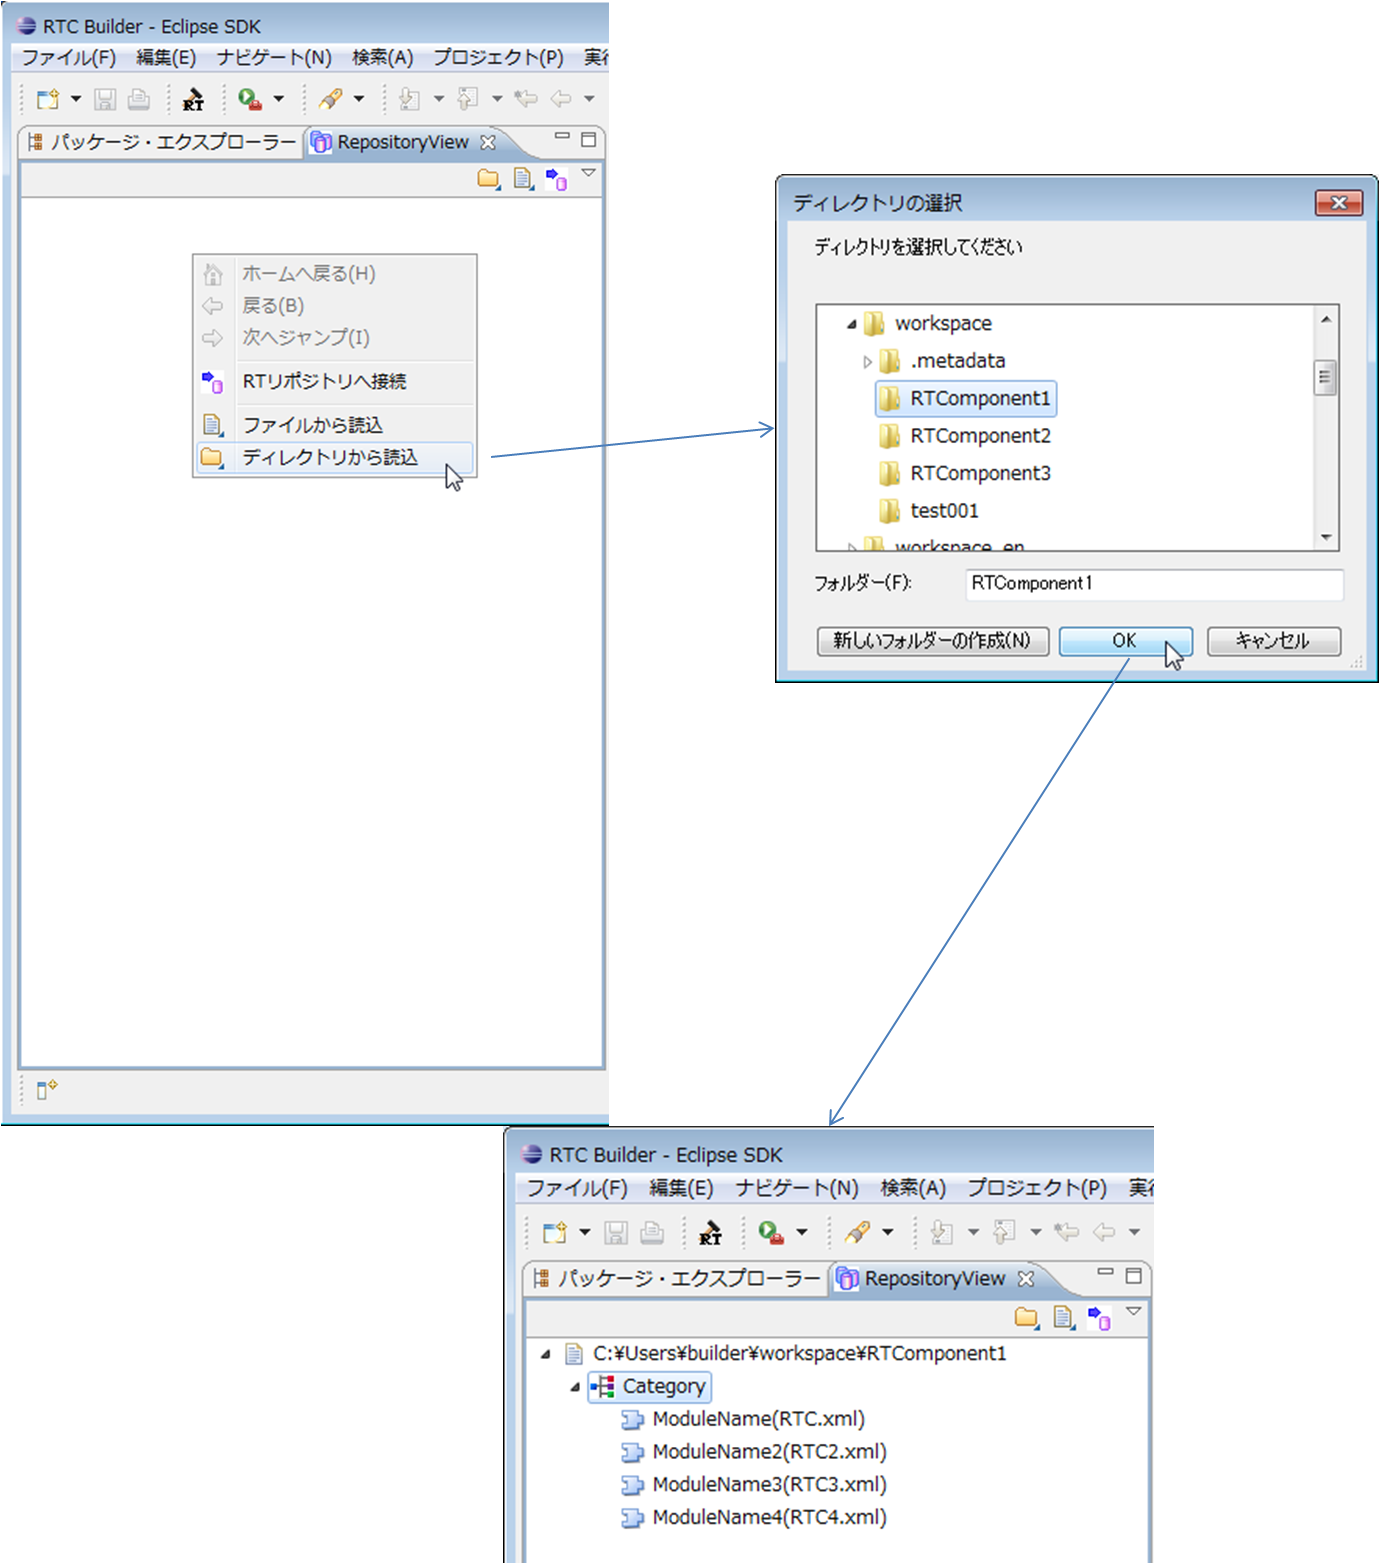 RTC Builder - Eclipse SDK
ファイル(F) 編集(E) ナビゲート(N) 検索(A) プロジェクト(P) 実行
RT
パッケージ・エクスプローラー RepositoryView
ホームへ戻る(H)
戻る(B)
次へジャンプ(I)
RTリポジトリへ接続
ファイルから読込
ディレクトリから読込
ディレクトリの選択
ディレクトリを選択してください
workspace
.metadata
RTComponent1
RTComponent2
RTComponent3
test001
workspace_en
フォルダー(F): RTComponent1
新しいフォルダーの作成(N) OK キャンセル
RTC Builder - Eclipse SDK
ファイル(F) 編集(E) ナビゲート(N) 検索(A) プロジェクト(P) 実行
RT
パッケージ・エクスプローラー RepositoryView
C:¥Users¥builder¥workspace¥RTComponent1
Category
ModuleName(RTC.xml)
ModuleName2(RTC2.xml)
ModuleName3(RTC3.xml)
ModuleName4(RTC4.xml)